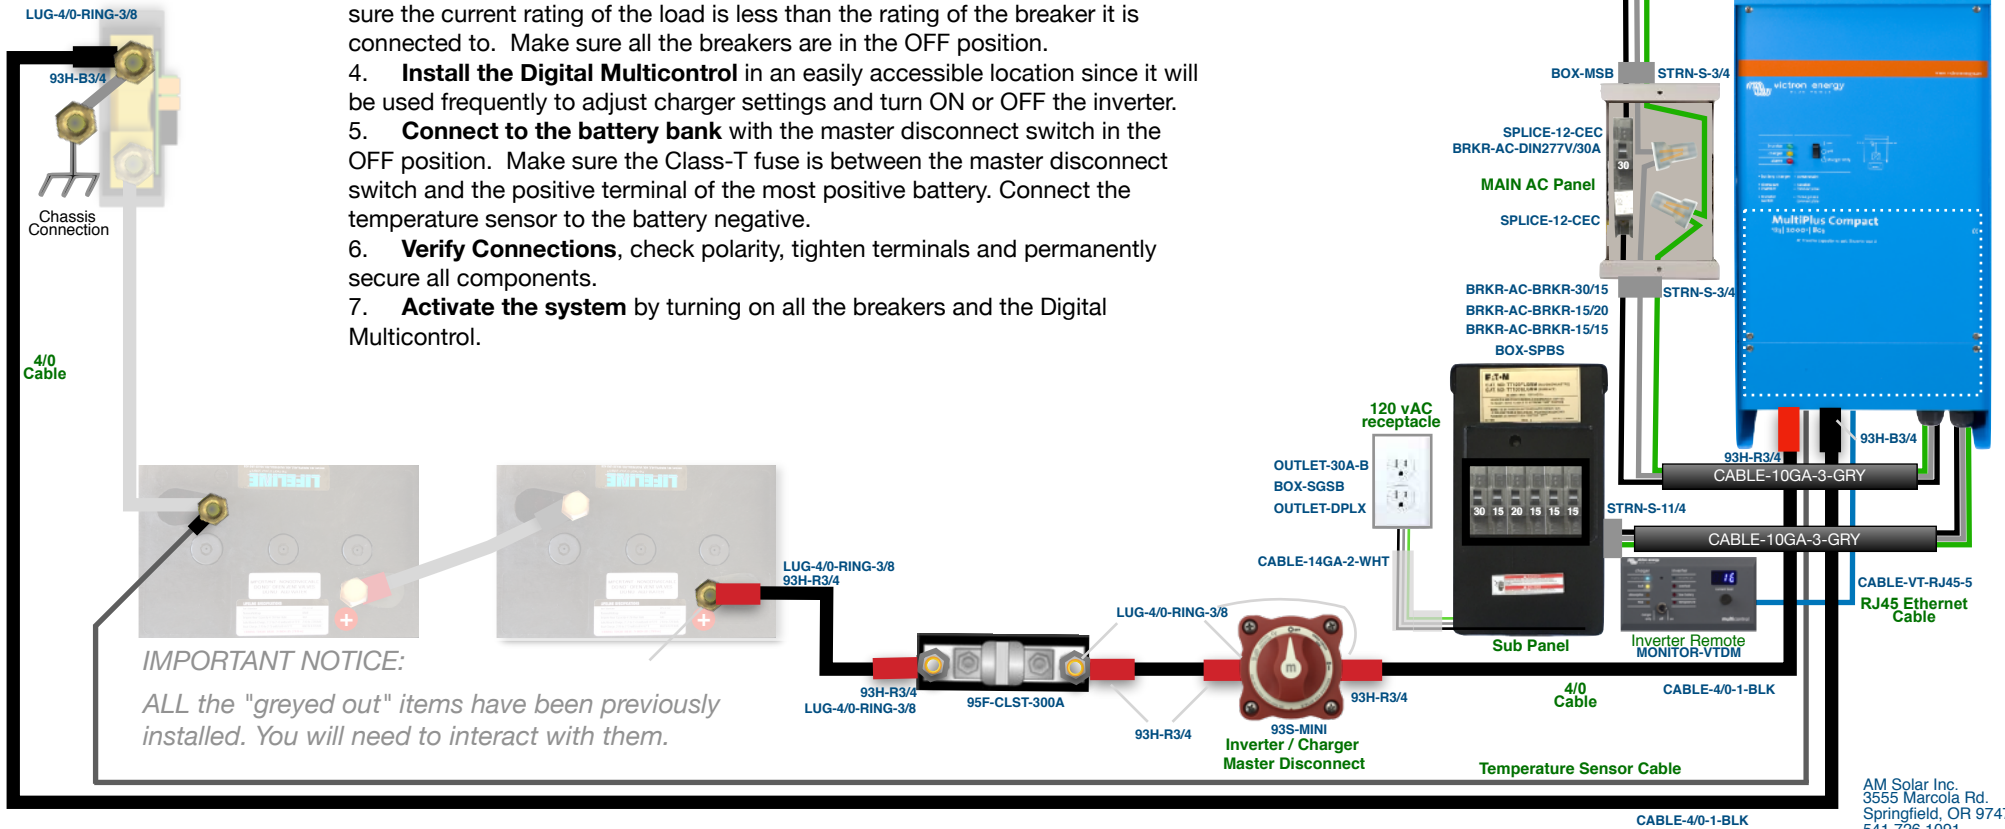 LUG-4/0-RING-3/8
93H-B3/4
Chassis
Connection
4/0
Cable
sure the current rating of the load is less than the rating of the breaker it is
connected to.  Make sure all the breakers are in the OFF position.
4. Install the Digital Multicontrol in an easily accessible location since it will
be used frequently to adjust charger settings and turn ON or OFF the inverter.
5. Connect to the battery bank with the master disconnect switch in the
OFF position.  Make sure the Class-T fuse is between the master disconnect
switch and the positive terminal of the most positive battery. Connect the
temperature sensor to the battery negative.
6. Verify Connections, check polarity, tighten terminals and permanently
secure all components.
7. Activate the system by turning on all the breakers and the Digital
Multicontrol.
BOX-MSB
STRN-S-3/4
SPLICE-12-CEC
BRKR-AC-DIN277V/30A
30
MAIN AC Panel
SPLICE-12-CEC
BRKR-AC-BRKR-30/15
STRN-S-3/4
BRKR-AC-BRKR-15/20
BRKR-AC-BRKR-15/15
BOX-SPBS
victron energy
MultiPlus Compact
120 vAC
receptacle
OUTLET-30A-B
BOX-SGSB
OUTLET-DPLX
CABLE-14GA-2-WHT
30 15 20 15 15 15
Sub Panel
93H-R3/4
93H-B3/4
CABLE-10GA-3-GRY
STRN-S-11/4
CABLE-10GA-3-GRY
16
Inverter Remote
MONITOR-VTDM
CABLE-VT-RJ45-5
RJ45 Ethernet
Cable
LIFELINE
LIFELINE
LUG-4/0-RING-3/8
93H-R3/4
IMPORTANT NOTICE:
ALL the "greyed out" items have been previously
installed. You will need to interact with them.
93H-R3/4
LUG-4/0-RING-3/8
95F-CLST-300A
LUG-4/0-RING-3/8
93H-R3/4
m
93S-MINI
Inverter / Charger
Master Disconnect
93H-R3/4
4/0
Cable
CABLE-4/0-1-BLK
Temperature Sensor Cable
CABLE-4/0-1-BLK
AM Solar Inc.
3555 Marcola Rd.
Springfield, OR 974